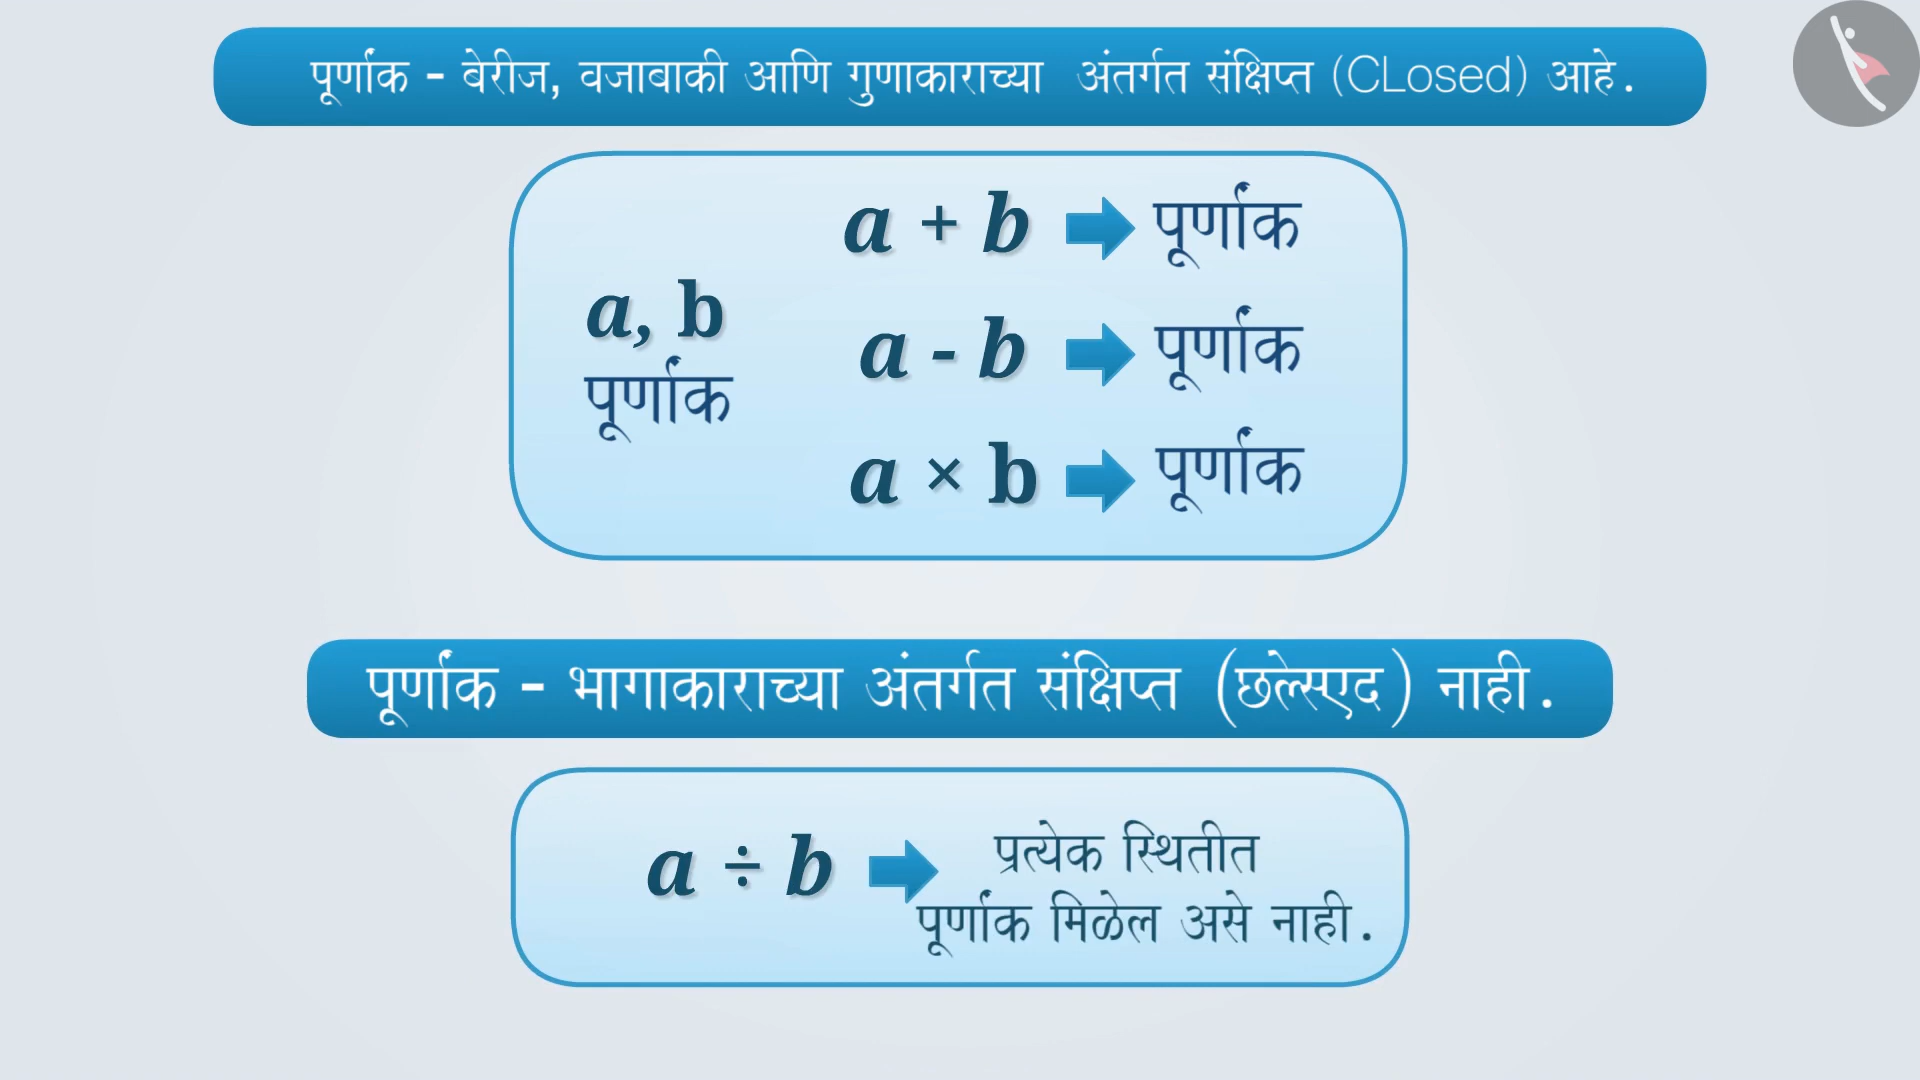 पूर्णांक - बेरीज, वजाबाकी आणि गुणाकाराच्या अंतर्गत संक्षिप्त (CLosed) आहे.
a + b पूर्णांक
a, b
पूर्णांक
a - b पूर्णांक
a × b पूर्णांक
पूर्णांक - भागाकाराच्या अंतर्गत संक्षिप्त (छलेस्एद) नाही.
a ÷ b प्रत्येक स्थितीत
पूर्णांक मिळेल असे नाही.